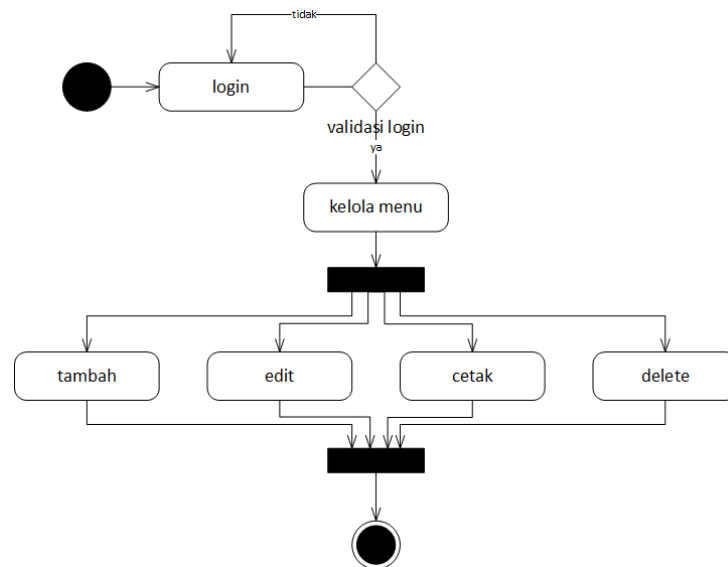 tidak
login
validasi login
ya
kelola menu
tambah
edit
cetak
delete